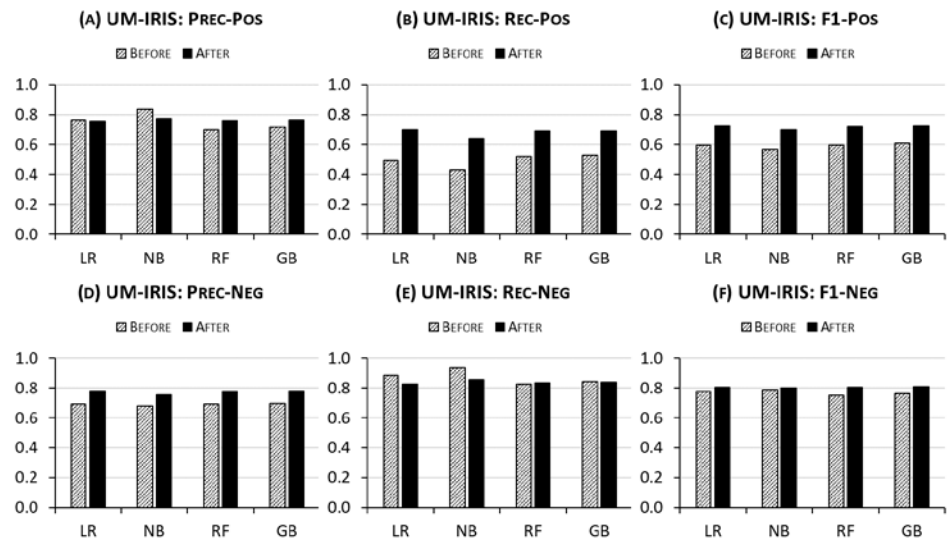 (A) UM-IRIS: PREC-POS
BEFORE AFTER
1.0
0.8
0.6
0.4
0.2
0.0
LR NB RF GB
(B) UM-IRIS: REC-POS
BEFORE AFTER
1.0
0.8
0.6
0.4
0.2
0.0
LR NB RF GB
(C) UM-IRIS: F1-POS
BEFORE AFTER
1.0
0.8
0.6
0.4
0.2
0.0
LR NB RF GB
(D) UM-IRIS: PREC-NEG
BEFORE AFTER
1.0
0.8
0.6
0.4
0.2
0.0
LR NB RF GB
(E) UM-IRIS: REC-NEG
BEFORE AFTER
1.0
0.8
0.6
0.4
0.2
0.0
LR NB RF GB
(F) UM-IRIS: F1-NEG
BEFORE AFTER
1.0
0.8
0.6
0.4
0.2
0.0
LR NB RF GB